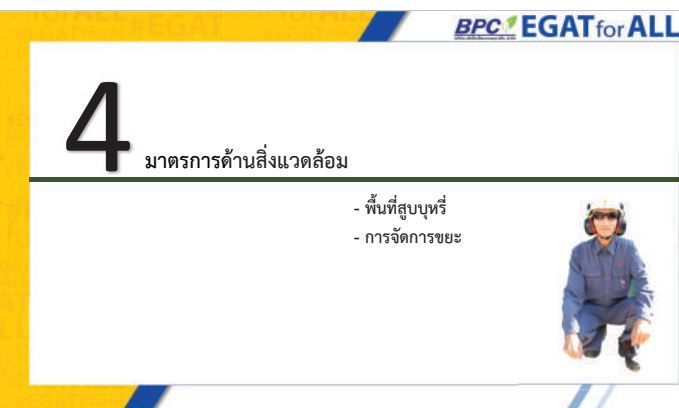 #EGAT
BPC EGAT for ALL
4
มาตรการด้านสิ่งแวดล้อม
- พื้นที่สูบบุหรี่
- การจัดการขยะ